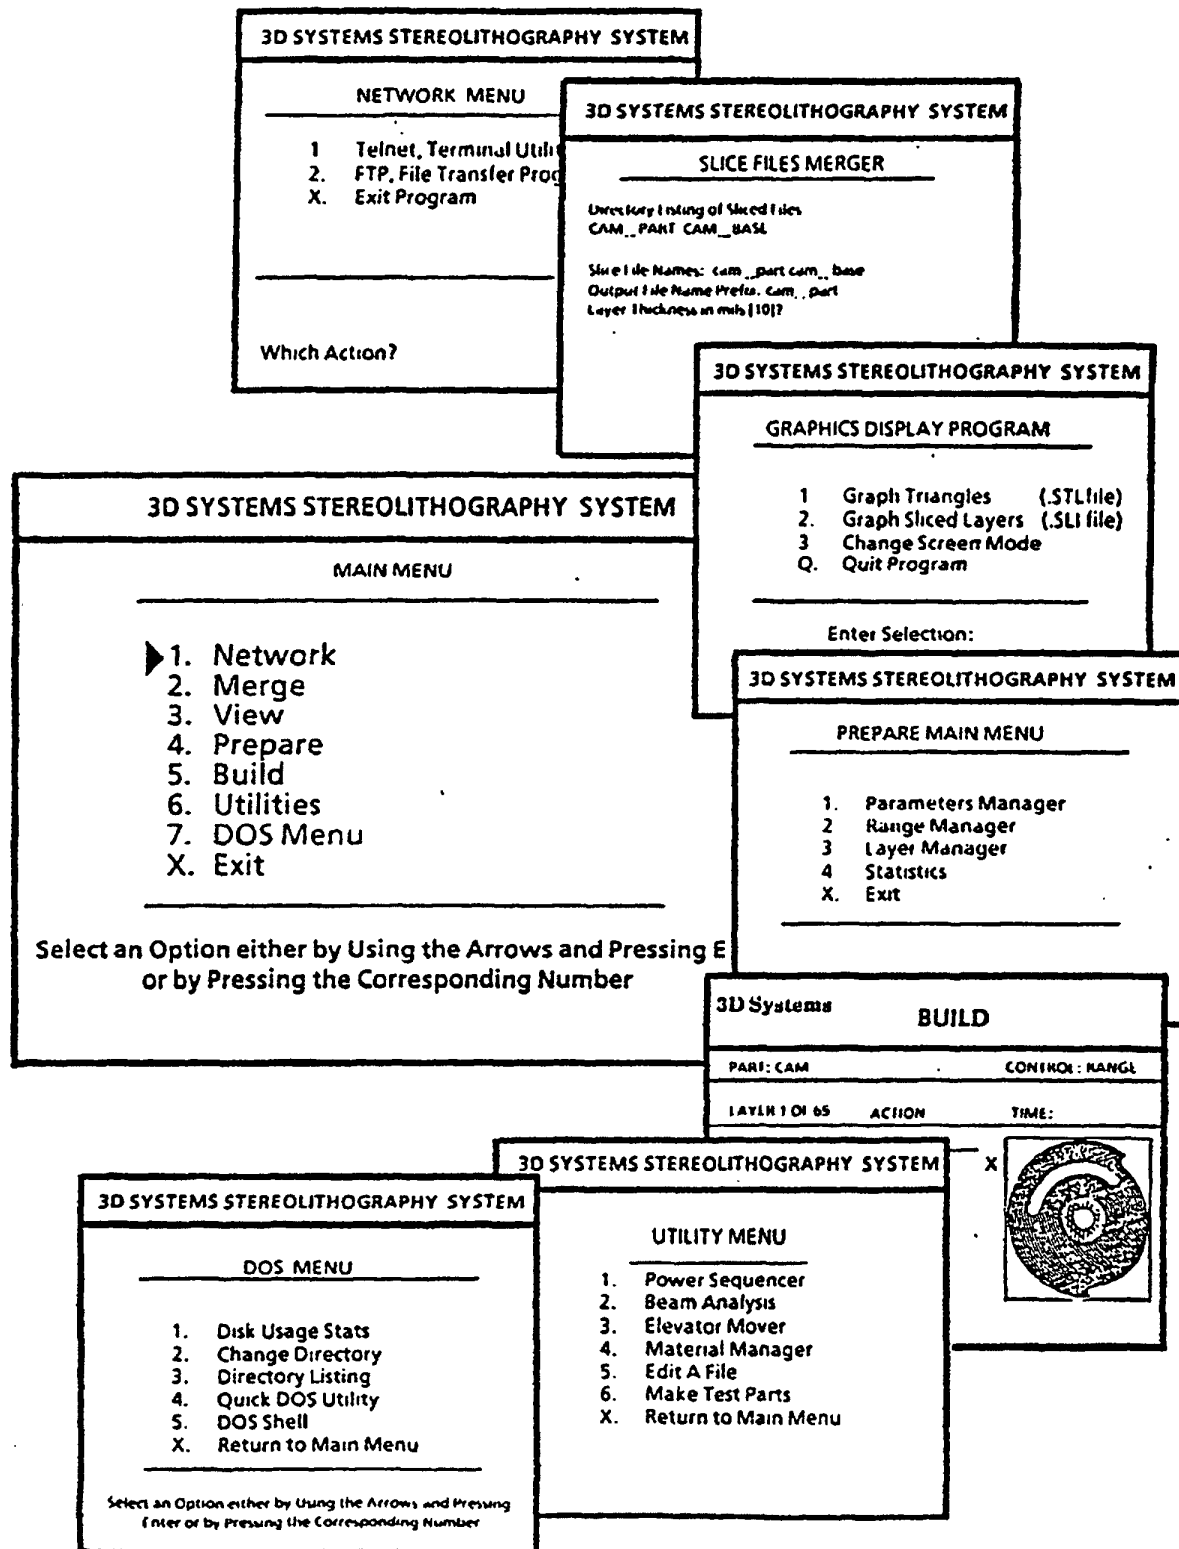 3D SYSTEMS STEREOLITHOGRAPHY SYSTEM
NETWORK MENU
1 Telnet, Terminal Utili
2. FTP, File Transfer Prog
X. Exit Program
Which Action?
3D SYSTEMS STEREOLITHOGRAPHY SYSTEM
SLICE FILES MERGER
Directory Listing of Sliced Files
CAM_PART CAM_BASE
Slice File Names: cam_part cam_base
Output File Name Prefix: cam_part
Layer Thickness in mils [10]?
3D SYSTEMS STEREOLITHOGRAPHY SYSTEM
GRAPHICS DISPLAY PROGRAM
1 Graph Triangles (.STL file)
2. Graph Sliced Layers (.SLI file)
3 Change Screen Mode
Q. Quit Program
Enter Selection:
3D SYSTEMS STEREOLITHOGRAPHY SYSTEM
MAIN MENU
1. Network
2. Merge
3. View
4. Prepare
5. Build
6. Utilities
7. DOS Menu
X. Exit
Select an Option either by Using the Arrows and Pressing E
or by Pressing the Corresponding Number
3D SYSTEMS STEREOLITHOGRAPHY SYSTEM
PREPARE MAIN MENU
1. Parameters Manager
2 Range Manager
3 Layer Manager
4 Statistics
X. Exit
3D Systems BUILD
PART: CAM CONTROL: RANGE
LAYER 1 OF 65 ACTION TIME:
X
3D SYSTEMS STEREOLITHOGRAPHY SYSTEM
UTILITY MENU
1. Power Sequencer
2. Beam Analysis
3. Elevator Mover
4. Material Manager
5. Edit A File
6. Make Test Parts
X. Return to Main Menu
3D SYSTEMS STEREOLITHOGRAPHY SYSTEM
DOS MENU
1. Disk Usage Stats
2. Change Directory
3. Directory Listing
4. Quick DOS Utility
5. DOS Shell
X. Return to Main Menu
Select an Option either by Using the Arrows and Pressing
Enter or by Pressing the Corresponding Number